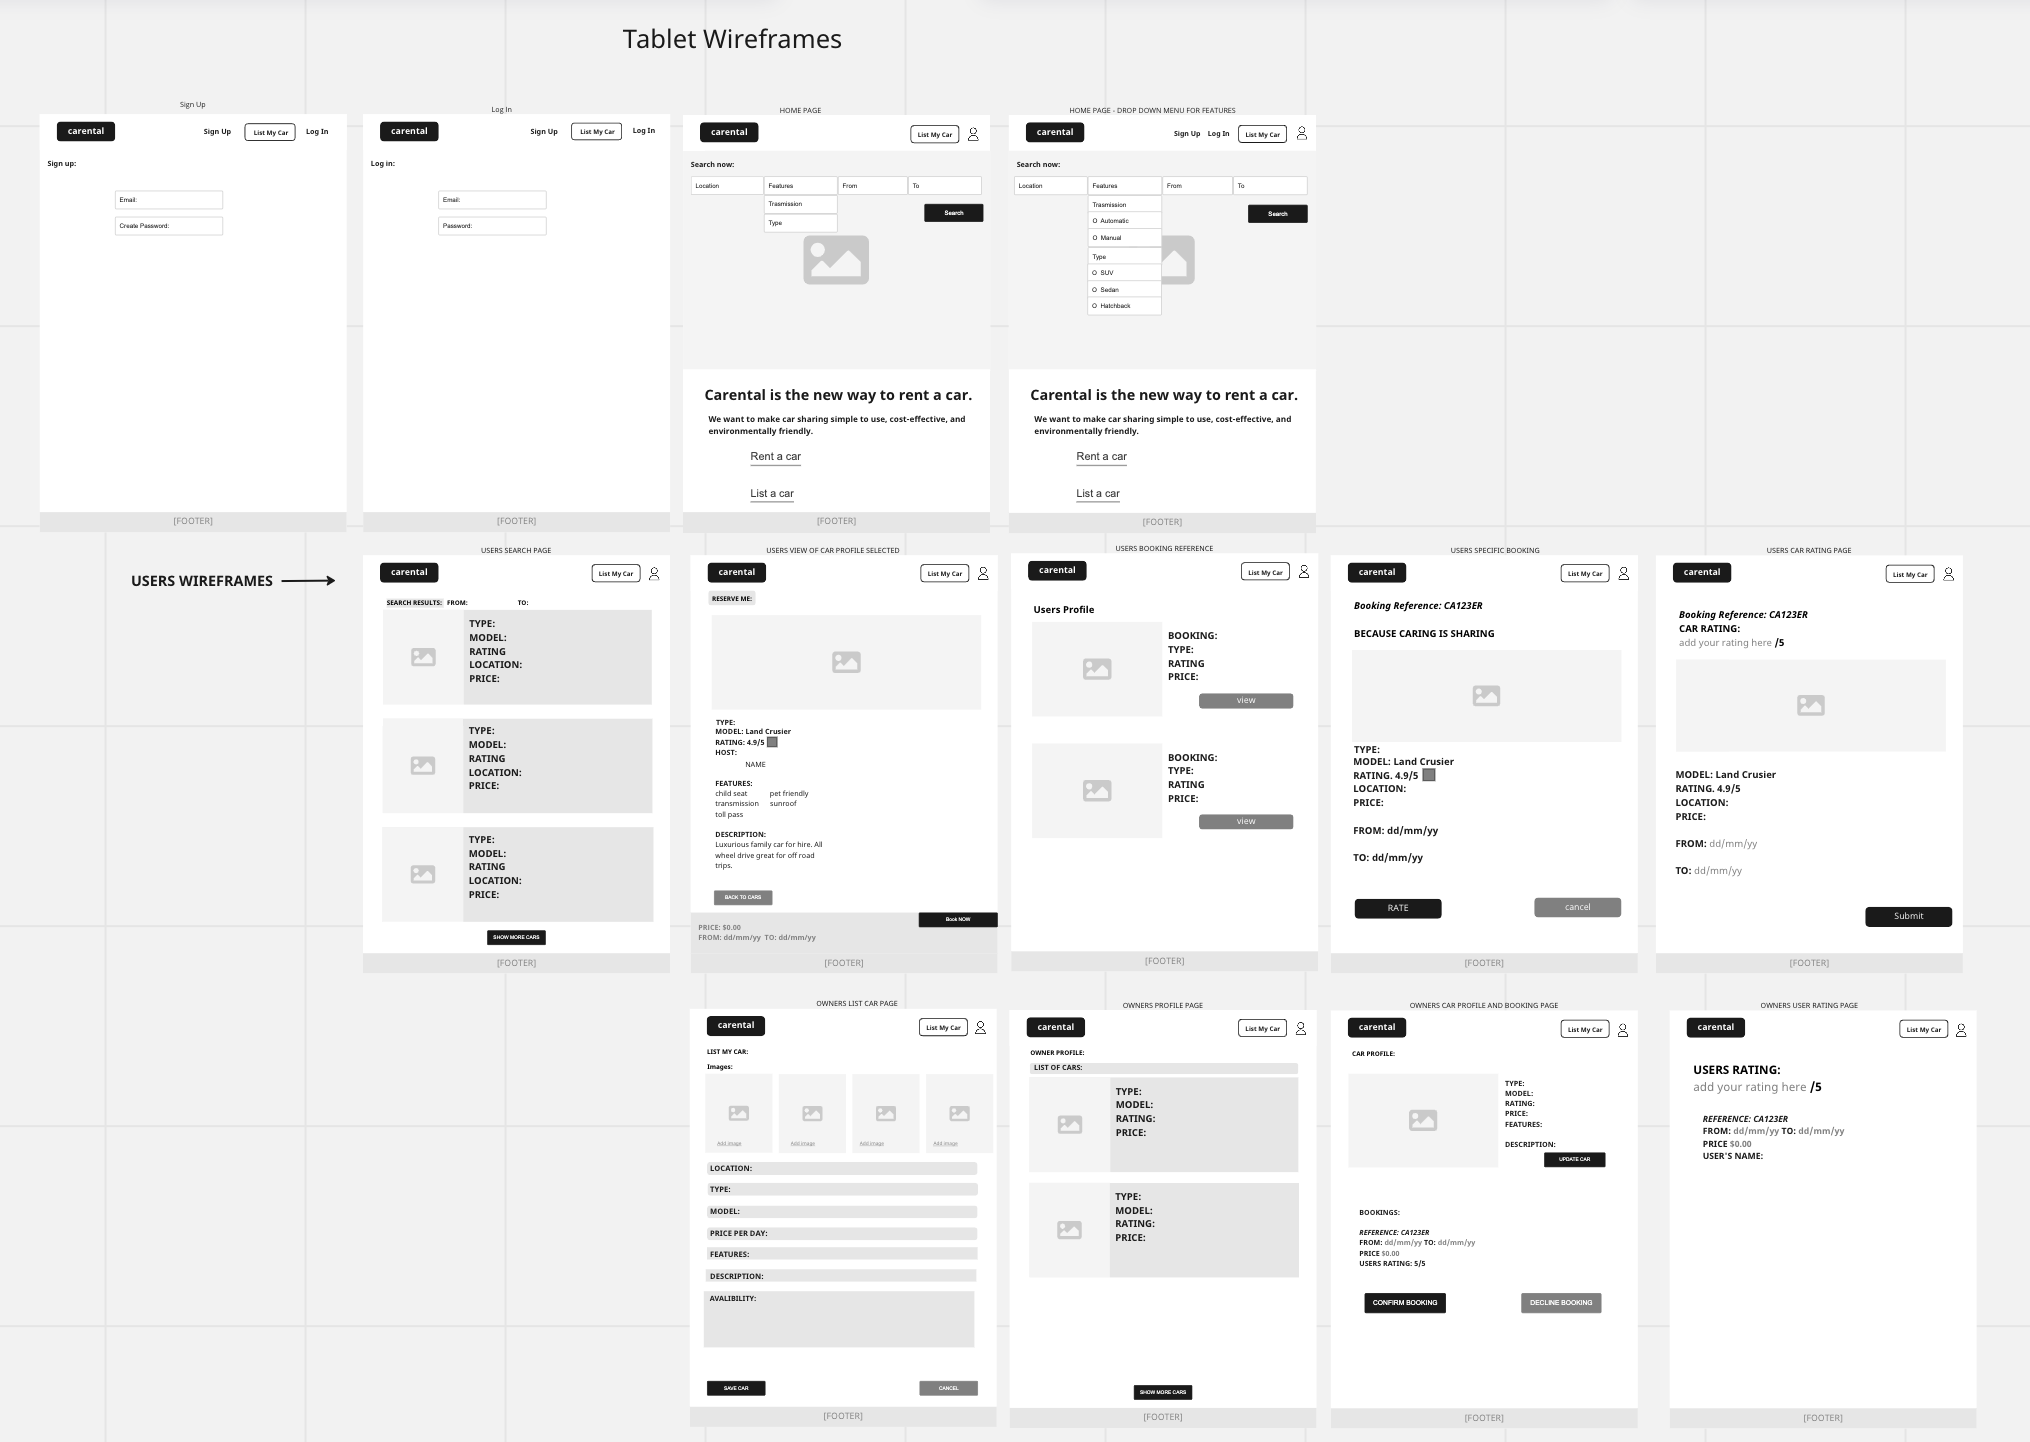 Tablet Wireframes
Sign Up
carental
Sign Up
List My Car
Log In
Sign up:
Email:
Create Password:
[FOOTER]
Log In
carental
Sign Up
List My Car
Log In
Log in:
Email:
Password:
[FOOTER]
HOME PAGE
carental
List My Car
Search now:
Location
Features
From
To
Trasmission
Type
Search
Carental is the new way to rent a car.
We want to make car sharing simple to use, cost-effective, and
environmentally friendly.
Rent a car
List a car
[FOOTER]
HOME PAGE - DROP DOWN MENU FOR FEATURES
carental
Sign Up
Log In
List My Car
Search now:
Location
Features
From
To
Trasmission
Automatic
Manual
Type
SUV
Sedan
Hatchback
Search
Carental is the new way to rent a car.
We want to make car sharing simple to use, cost-effective, and
environmentally friendly.
Rent a car
List a car
[FOOTER]
USERS WIREFRAMES
USERS SEARCH PAGE
carental
List My Car
SEARCH RESULTS: FROM: TO:
TYPE:
MODEL:
RATING
LOCATION:
PRICE:
TYPE:
MODEL:
RATING
LOCATION:
PRICE:
TYPE:
MODEL:
RATING
LOCATION:
PRICE:
SHOW MORE CARS
[FOOTER]
USERS VIEW OF CAR PROFILE SELECTED
carental
List My Car
RESERVE ME:
TYPE:
MODEL: Land Crusier
RATING: 4.9/5
HOST:
NAME
FEATURES:
child seat pet friendly
transmission sunroof
toll pass
DESCRIPTION:
Luxurious family car for hire. All
wheel drive great for off road
trips.
BACK TO CARS
Book NOW
PRICE: $0.00
FROM: dd/mm/yy TO: dd/mm/yy
[FOOTER]
USERS BOOKING REFERENCE
carental
List My Car
Users Profile
BOOKING:
TYPE:
RATING
PRICE:
view
BOOKING:
TYPE:
RATING
PRICE:
view
[FOOTER]
USERS SPECIFIC BOOKING
carental
List My Car
Booking Reference: CA123ER
BECAUSE CARING IS SHARING
TYPE:
MODEL: Land Crusier
RATING. 4.9/5
LOCATION:
PRICE:
FROM: dd/mm/yy
TO: dd/mm/yy
RATE
cancel
[FOOTER]
USERS CAR RATING PAGE
carental
List My Car
Booking Reference: CA123ER
CAR RATING:
add your rating here /5
MODEL: Land Crusier
RATING. 4.9/5
LOCATION:
PRICE:
FROM: dd/mm/yy
TO: dd/mm/yy
Submit
[FOOTER]
OWNERS LIST CAR PAGE
carental
List My Car
LIST MY CAR:
Images:
Add image
Add image
Add image
Add image
LOCATION:
TYPE:
MODEL:
PRICE PER DAY:
FEATURES:
DESCRIPTION:
AVALIBILITY:
SAVE CAR
CANCEL
[FOOTER]
OWNERS PROFILE PAGE
carental
List My Car
OWNER PROFILE:
LIST OF CARS:
TYPE:
MODEL:
RATING:
PRICE:
TYPE:
MODEL:
RATING:
PRICE:
SHOW MORE CARS
[FOOTER]
OWNERS CAR PROFILE AND BOOKING PAGE
carental
List My Car
CAR PROFILE:
TYPE:
MODEL:
RATING:
PRICE:
FEATURES:
DESCRIPTION:
UPDATE CAR
BOOKINGS:
REFERENCE: CA123ER
FROM: dd/mm/yy TO: dd/mm/yy
PRICE $0.00
USERS RATING: 5/5
CONFIRM BOOKING
DECLINE BOOKING
[FOOTER]
OWNERS USER RATING PAGE
carental
List My Car
USERS RATING:
add your rating here /5
REFERENCE: CA123ER
FROM: dd/mm/yy TO: dd/mm/yy
PRICE $0.00
USER'S NAME:
[FOOTER]